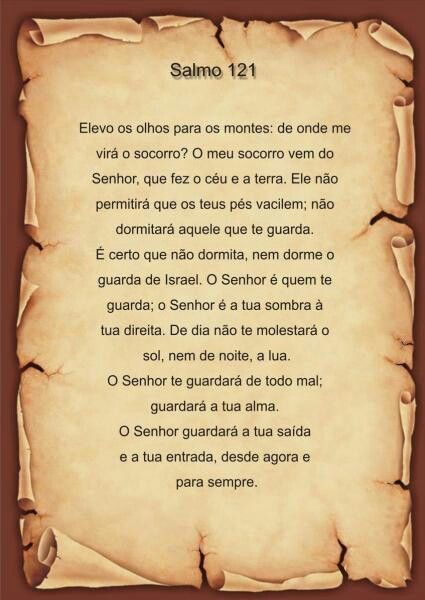 Salmo 121
Elevo os olhos para os montes: de onde me
virá o socorro? O meu socorro vem do
Senhor, que fez o céu e a terra. Ele não
permitirá que os teus pés vacilem; não
dormitará aquele que te guarda.
É certo que não dormita, nem dorme o
guarda de Israel. O Senhor é quem te
guarda; o Senhor é a tua sombra à
tua direita. De dia não te molestará o
sol, nem de noite, a lua.
O Senhor te guardará de todo mal;
guardará a tua alma.
O Senhor guardará a tua saída
e a tua entrada, desde agora e
para sempre.